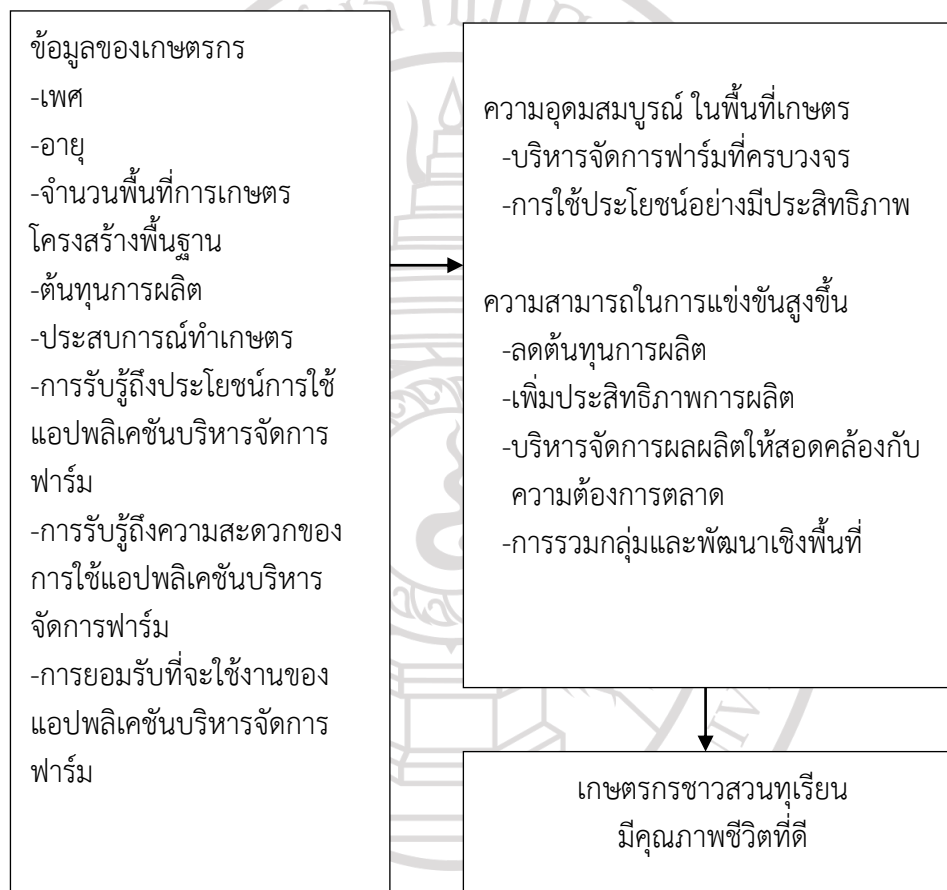 ข้อมูลของเกษตรกร
-เพศ
-อายุ
-จำนวนพื้นที่การเกษตร
โครงสร้างพื้นฐาน
-ต้นทุนการผลิต
-ประสบการณ์ทำเกษตร
-การรับรู้ถึงประโยชน์การใช้
แอปพลิเคชันบริหารจัดการ
ฟาร์ม
-การรับรู้ถึงความสะดวกของ
การใช้แอปพลิเคชันบริหาร
จัดการฟาร์ม
-การยอมรับที่จะใช้งานของ
แอปพลิเคชันบริหารจัดการ
ฟาร์ม
ความอุดมสมบูรณ์ ในพื้นที่เกษตร
-บริหารจัดการฟาร์มที่ครบวงจร
-การใช้ประโยชน์อย่างมีประสิทธิภาพ
ความสามารถในการแข่งขันสูงขึ้น
-ลดต้นทุนการผลิต
-เพิ่มประสิทธิภาพการผลิต
-บริหารจัดการผลผลิตให้สอดคล้องกับ
ความต้องการตลาด
-การรวมกลุ่มและพัฒนาเชิงพื้นที่
เกษตรกรชาวสวนทุเรียน
มีคุณภาพชีวิตที่ดี